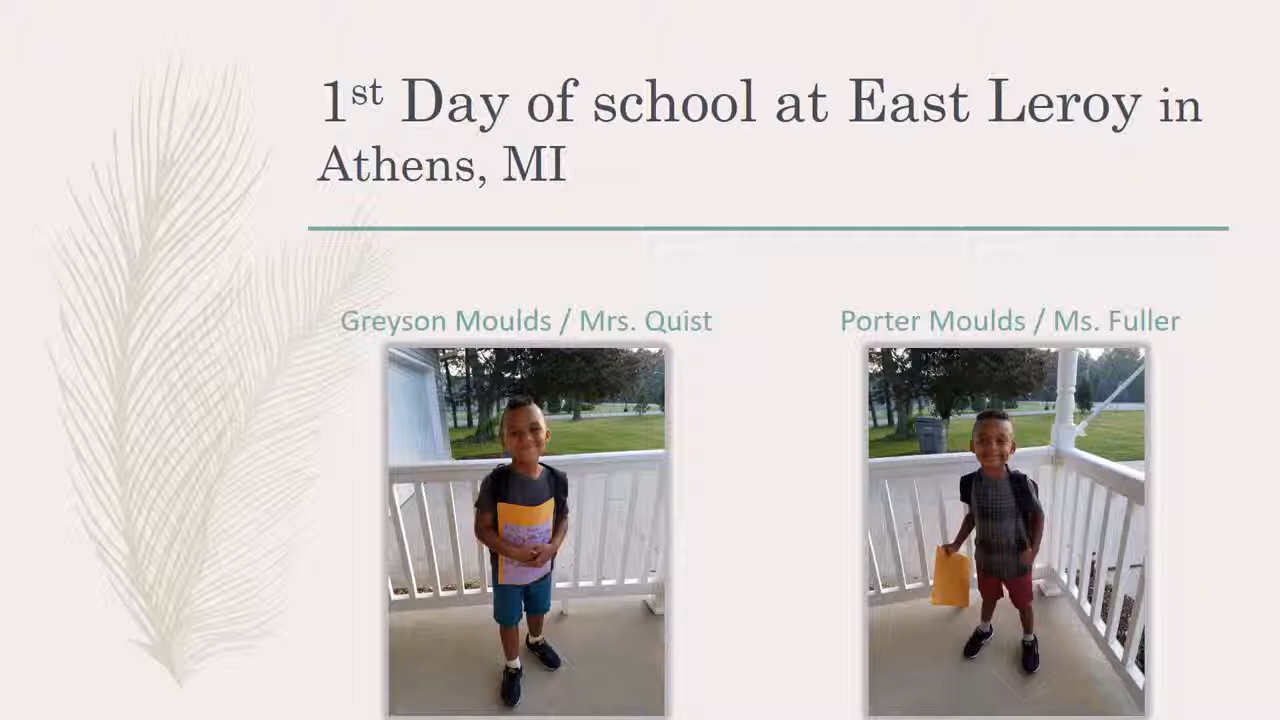 1st Day of school at East Leroy in
Athens, MI
Greyson Moulds / Mrs. Quist
Porter Moulds / Ms. Fuller